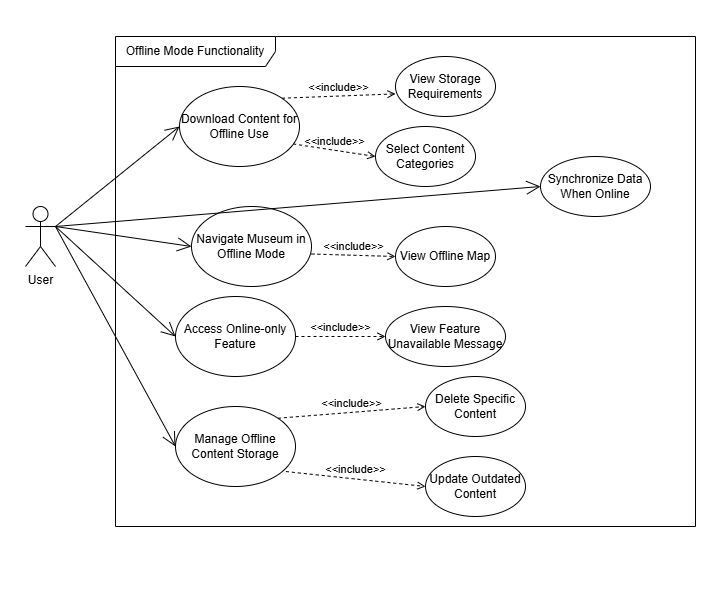 Offline Mode Functionality
<<include>>
View Storage
Requirements
Download Content for
Offline Use
<<include>>
Select Content
Categories
Synchronize Data
When Online
User
Navigate Museum in
Offline Mode
<<include>>
View Offline Map
Access Online-only
Feature
<<include>>
View Feature
Unavailable Message
Manage Offline
Content Storage
<<include>>
Delete Specific
Content
<<include>>
Update Outdated
Content